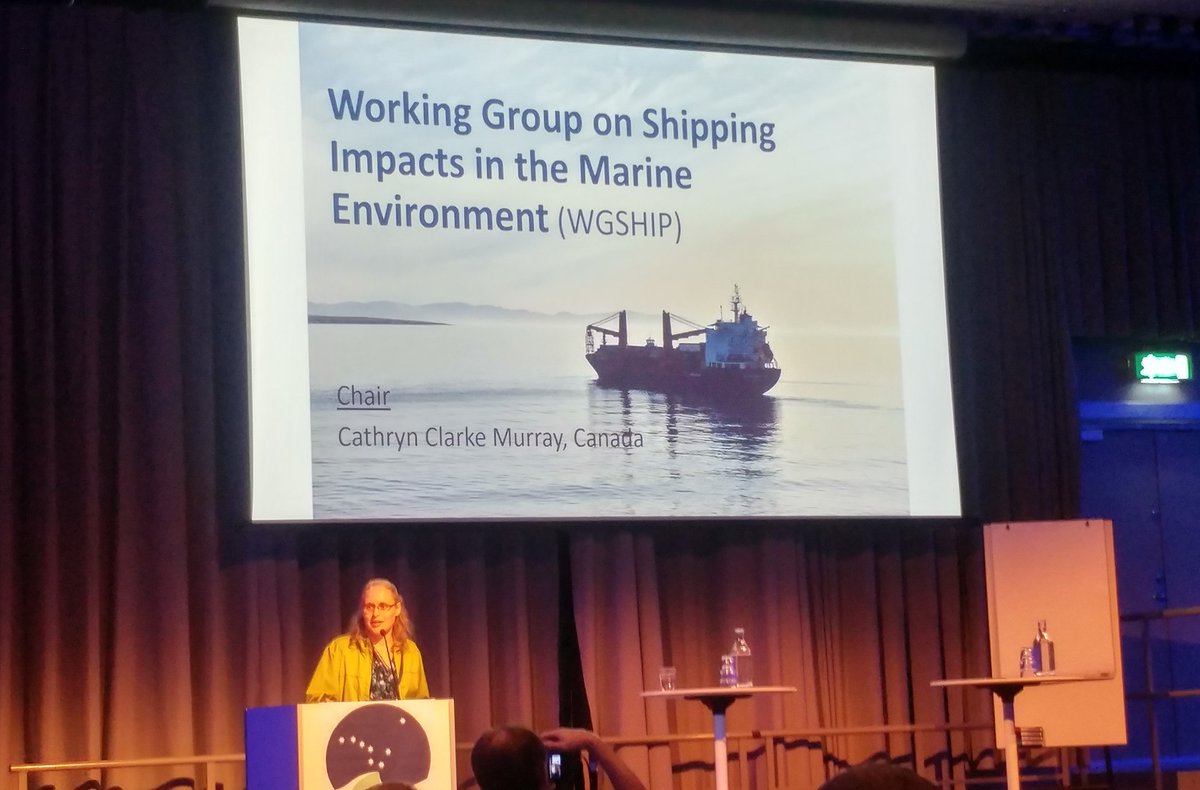 Working Group on Shipping
Impacts in the Marine
Environment (WGSHIP)
Chair
Cathryn Clarke Murray, Canada